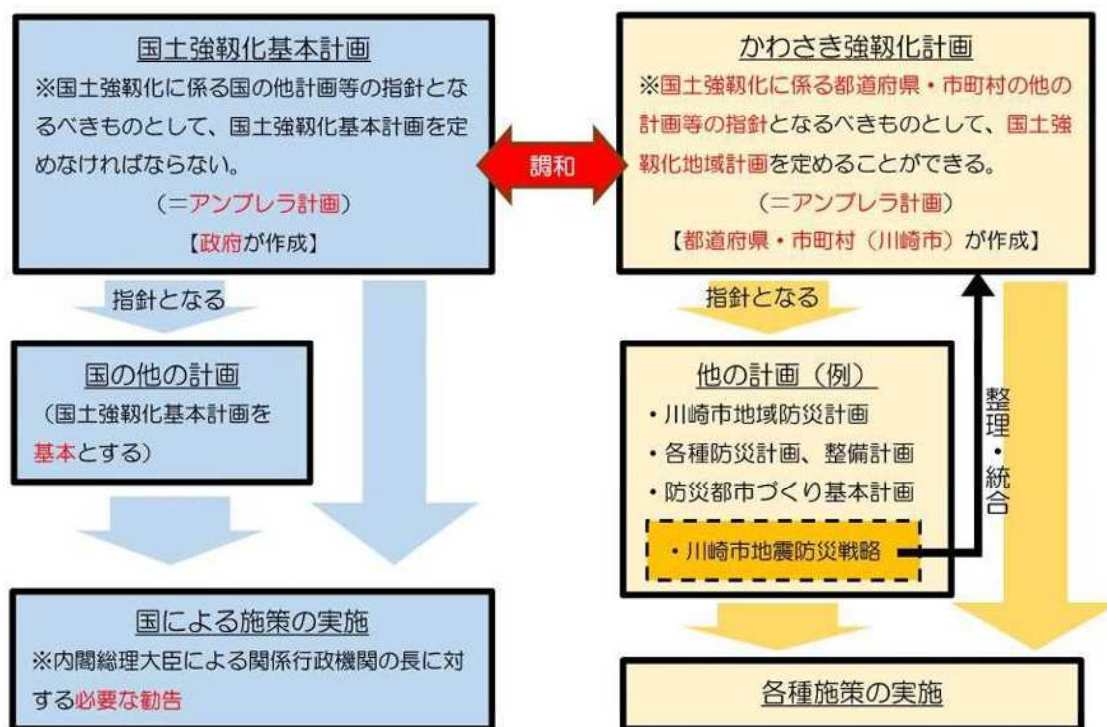 国土強靱化基本計画
※国土強靱化に係る国の他計画等の指針とな
るべきものとして、国土強靱化基本計画を定
めなければならない。
（＝アンブレラ計画）
【政府が作成】
調和
かわさき強靱化計画
※国土強靱化に係る都道府県・市町村の他の
計画等の指針となるべきものとして、国土強
靱化地域計画を定めることができる。
（＝アンブレラ計画）
【都道府県・市町村（川崎市）が作成】
指針となる
指針となる
国の他の計画
（国土強靱化基本計画を
基本とする）
他の計画（例）
・川崎市地域防災計画
・各種防災計画、整備計画
・防災都市づくり基本計画
・川崎市地震防災戦略
整理・統合
国による施策の実施
※内閣総理大臣による関係行政機関の長に対
する必要な勧告
各種施策の実施